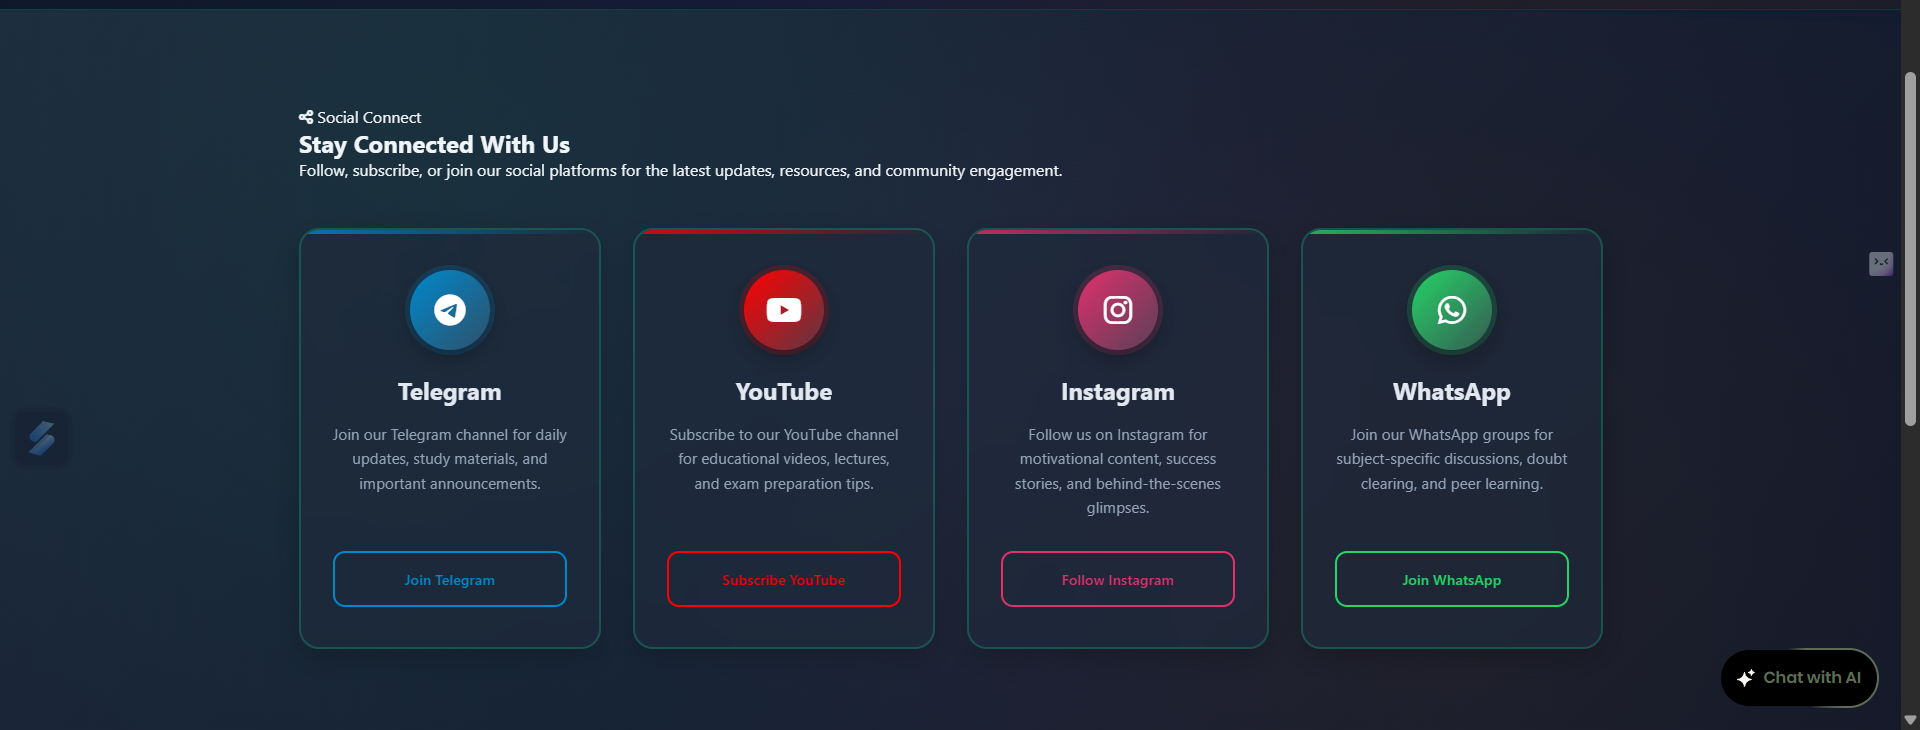 Social Connect
Stay Connected With Us
Follow, subscribe, or join our social platforms for the latest updates, resources, and community engagement.
Telegram
Join our Telegram channel for daily
updates, study materials, and
important announcements.
Join Telegram
YouTube
Subscribe to our YouTube channel
for educational videos, lectures,
and exam preparation tips.
Subscribe YouTube
Instagram
Follow us on Instagram for
motivational content, success
stories, and behind-the-scenes
glimpses.
Follow Instagram
WhatsApp
Join our WhatsApp groups for
subject-specific discussions, doubt
clearing, and peer learning.
Join WhatsApp
Chat with AI